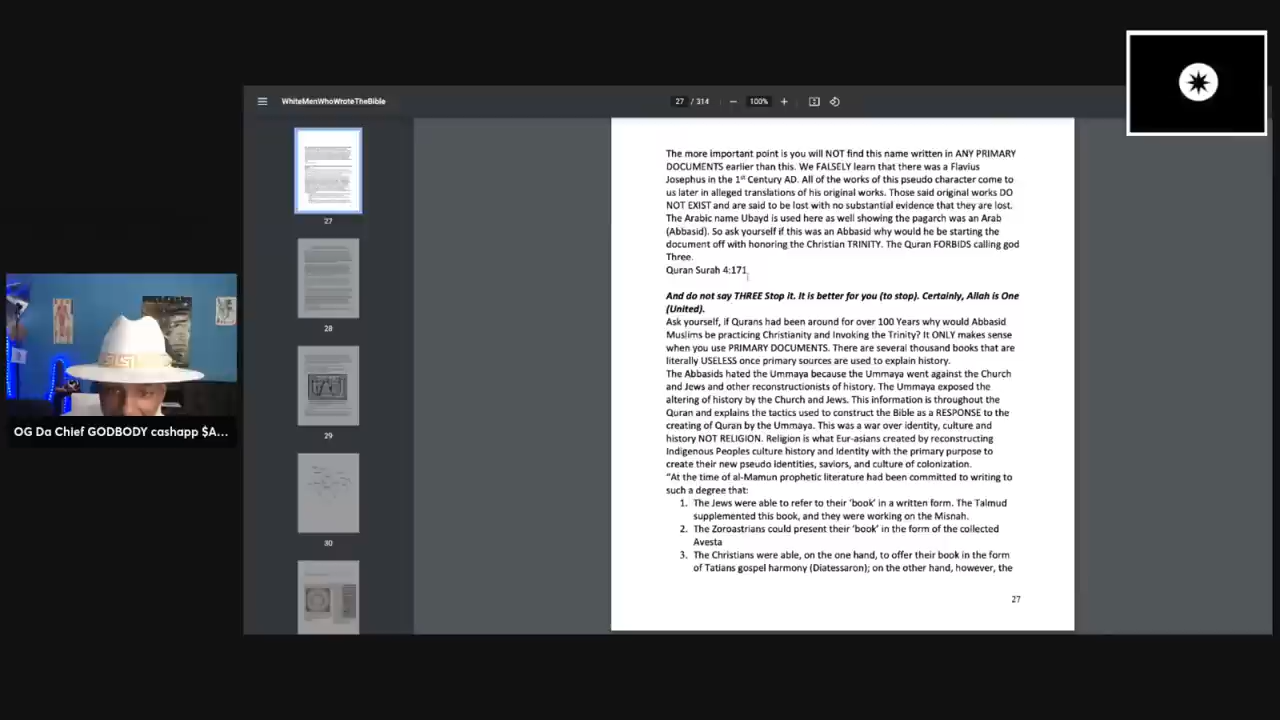 WhiteMenWhoWroteTheBible
27 / 314
100%
27
28
29
30
The more important point is you will NOT find this name written in ANY PRIMARY
DOCUMENTS earlier than this. We FALSELY learn that there was a Flavius
Josephus in the 1st Century AD. All of the works of this pseudo character come to
us later in alleged translations of his original works. Those said original works DO
NOT EXIST and are said to be lost with no substantial evidence that they are lost.
The Arabic name Ubayd is used here as well showing the pagarch was an Arab
(Abbasid). So ask yourself if this was an Abbasid why would he be starting the
document off with honoring the Christian TRINITY. The Quran FORBIDS calling god
Three.
Quran Surah 4:171
And do not say THREE Stop it. It is better for you (to stop). Certainly, Allah is One
(United).
Ask yourself, if Qurans had been around for over 100 Years why would Abbasid
Muslims be practicing Christianity and Invoking the Trinity? It ONLY makes sense
when you use PRIMARY DOCUMENTS. There are several thousand books that are
literally USELESS once primary sources are used to explain history.
The Abbasids hated the Ummaya because the Ummaya went against the Church
and Jews and other reconstructionists of history. The Ummaya exposed the
altering of history by the Church and Jews. This information is throughout the
Quran and explains the tactics used to construct the Bible as a RESPONSE to the
creating of Quran by the Ummaya. This was a war over identity, culture and
history NOT RELIGION. Religion is what Eur-asians created by reconstructing
Indigenous Peoples culture history and Identity with the primary purpose to
create their new pseudo identities, saviors, and culture of colonization.
"At the time of al-Mamun prophetic literature had been committed to writing to
such a degree that:
1. The Jews were able to refer to their 'book' in a written form. The Talmud
supplemented this book, and they were working on the Misnah.
2. The Zoroastrians could present their 'book' in the form of the collected
Avesta
3. The Christians were able, on the one hand, to offer their book in the form
of Tatians gospel harmony (Diatessaron); on the other hand, however, the
27
OG Da Chief GODBODY cashapp $A...